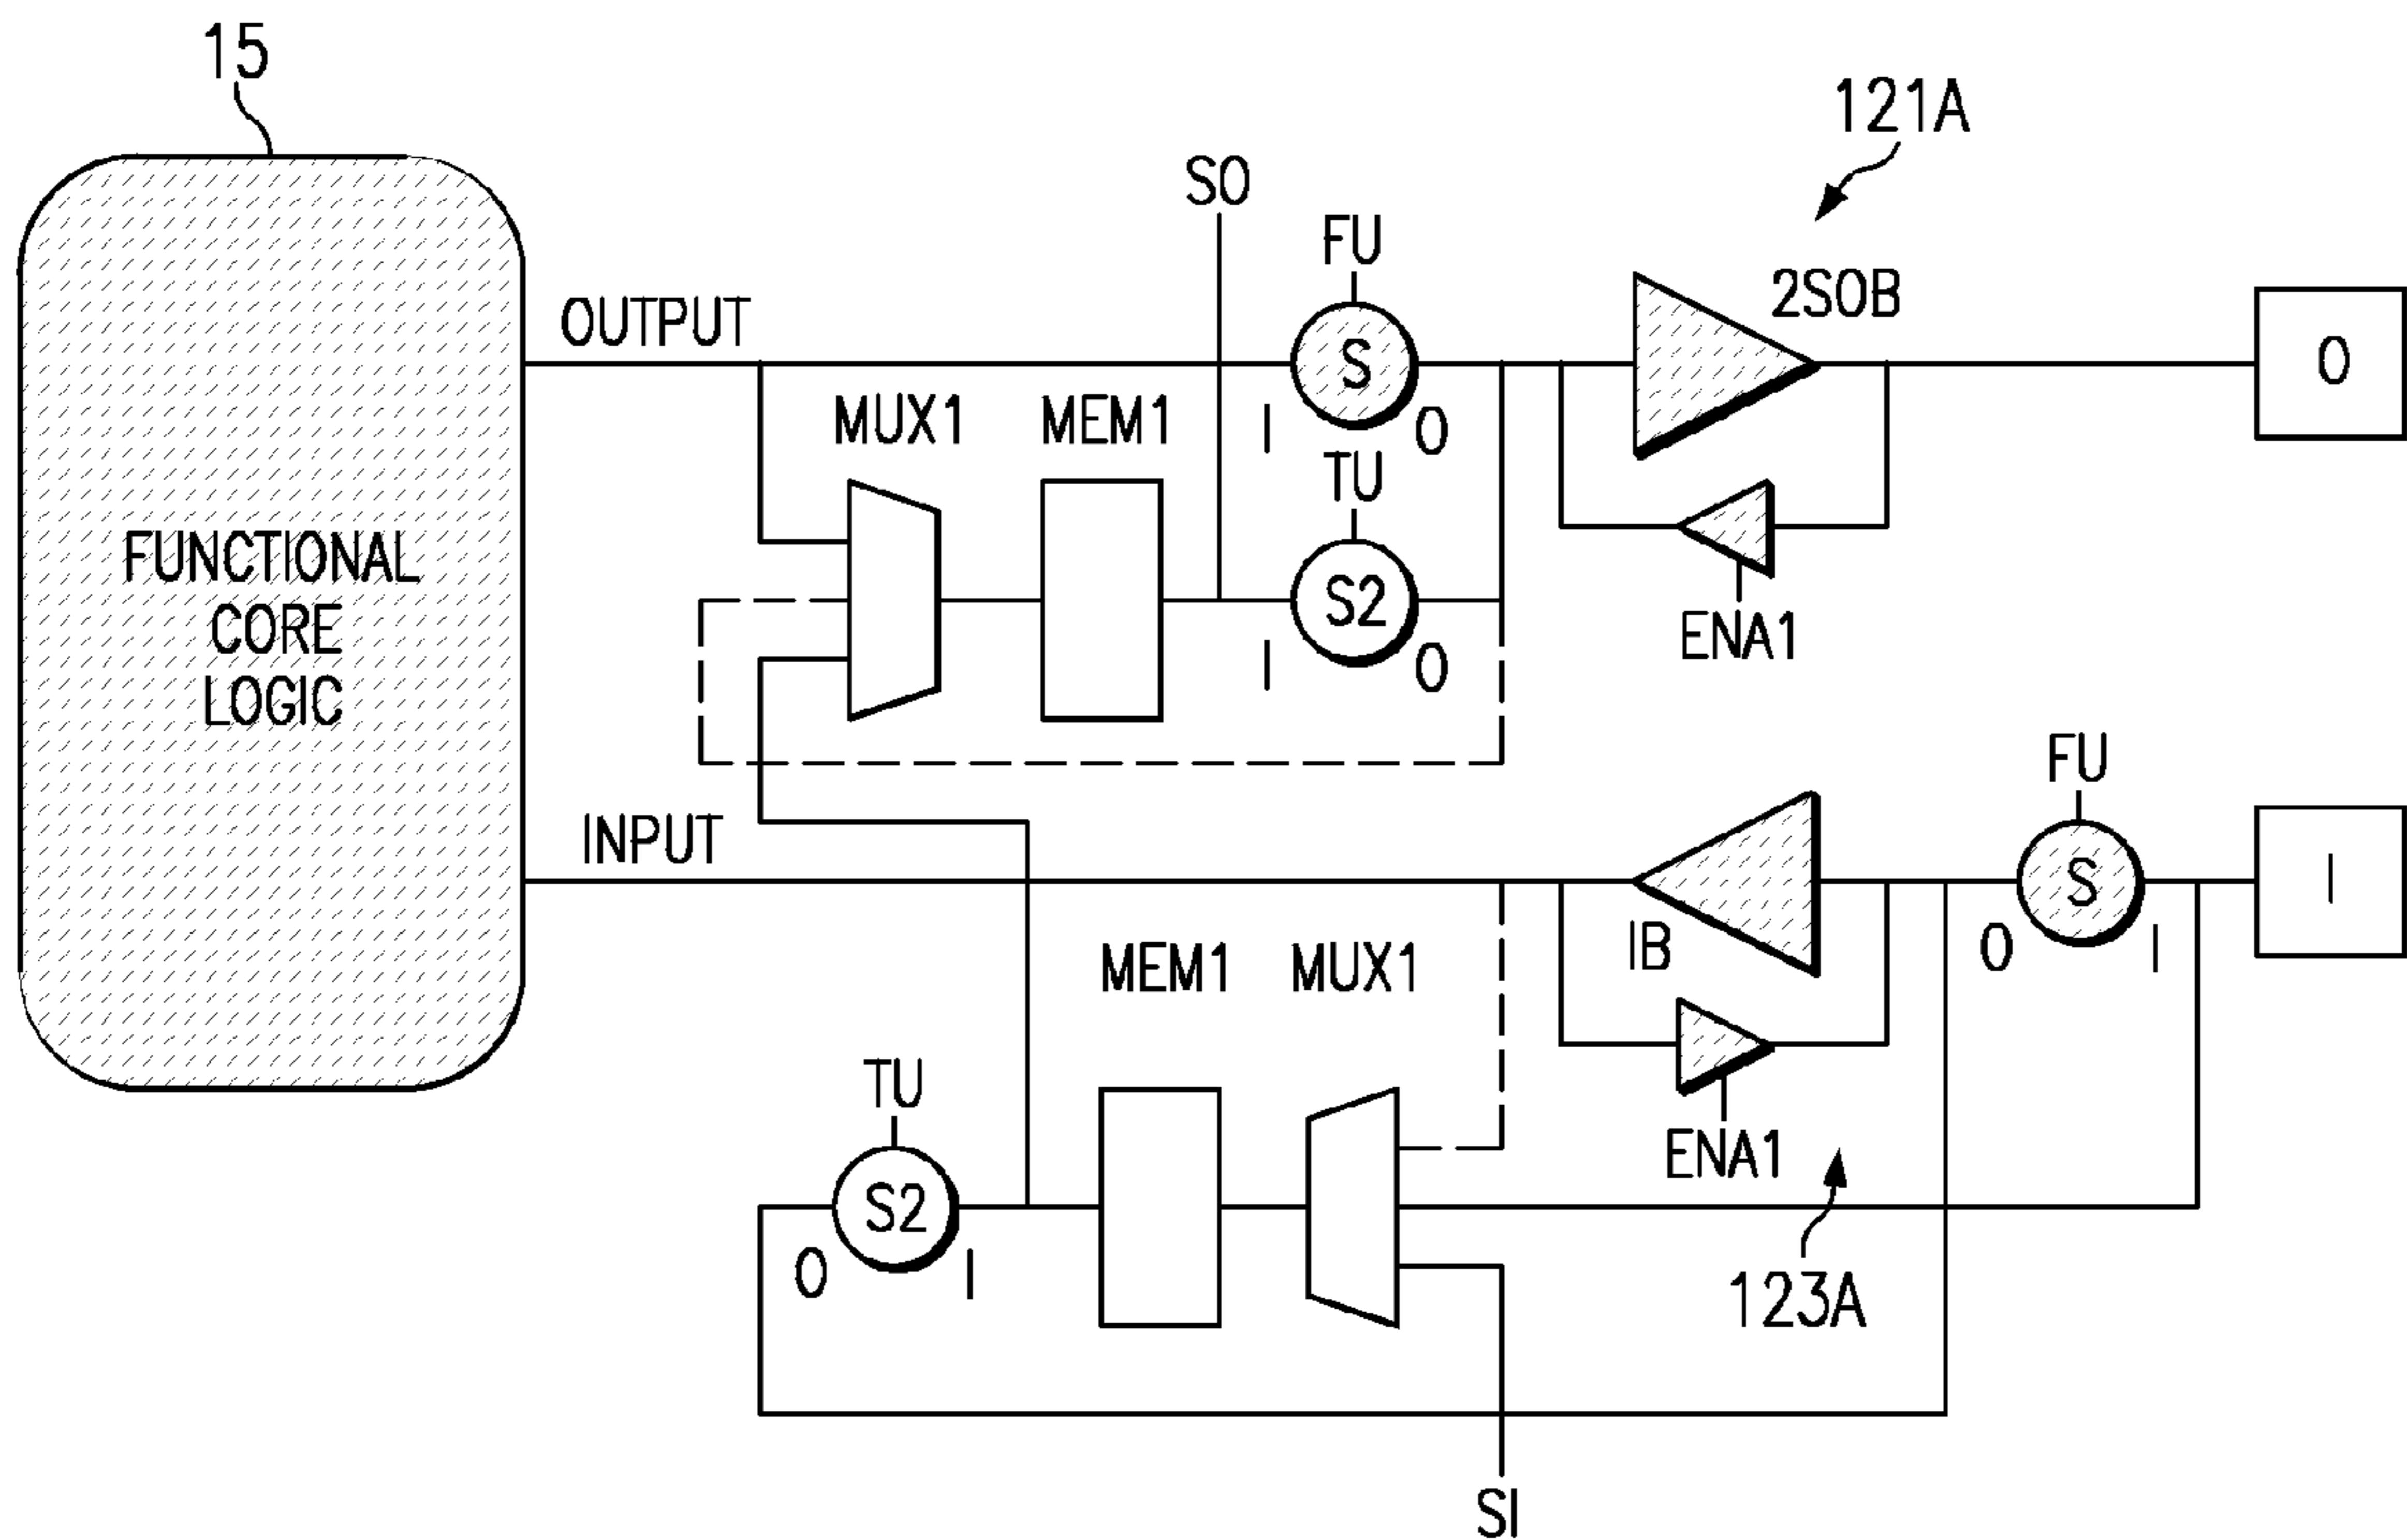 15
121A
SO
FU
2SOB
OUTPUT
S
O
MUX1
MEM1
I
O
TU
FUNCTIONAL
CORE
LOGIC
S2
ENA1
I
O
FU
INPUT
S
I
IB
O
I
MEM1
MUX1
TU
ENA1
S2
O
I
123A
SI